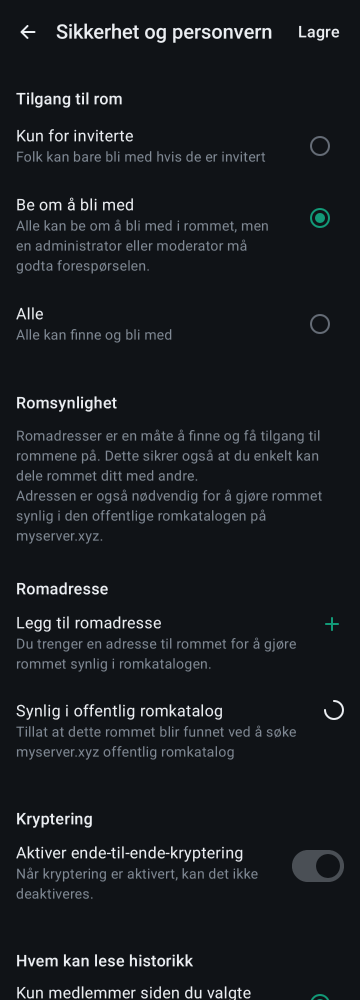 Sikkerhet og personvern
Lagre
Tilgang til rom
Kun for inviterte
Folk kan bare bli med hvis de er invitert
Be om å bli med
Alle kan be om å bli med i rommet, men
en administrator eller moderator må
godta forespørselen.
Alle
Alle kan finne og bli med
Romsynlighet
Romadresser er en måte å finne og få tilgang til
rommene på. Dette sikrer også at du enkelt kan
dele rommet ditt med andre.
Adressen er også nødvendig for å gjøre rommet
synlig i den offentlige romkatalogen på
myserver.xyz.
Romadresse
Legg til romadresse
Du trenger en adresse til rommet for å gjøre
rommet synlig i romkatalogen.
Synlig i offentlig romkatalog
Tillat at dette rommet blir funnet ved å søke
myserver.xyz offentlig romkatalog
Kryptering
Aktiver ende-til-ende-kryptering
Når kryptering er aktivert, kan det ikke
deaktiveres.
Hvem kan lese historikk
Kun medlemmer siden du valgte